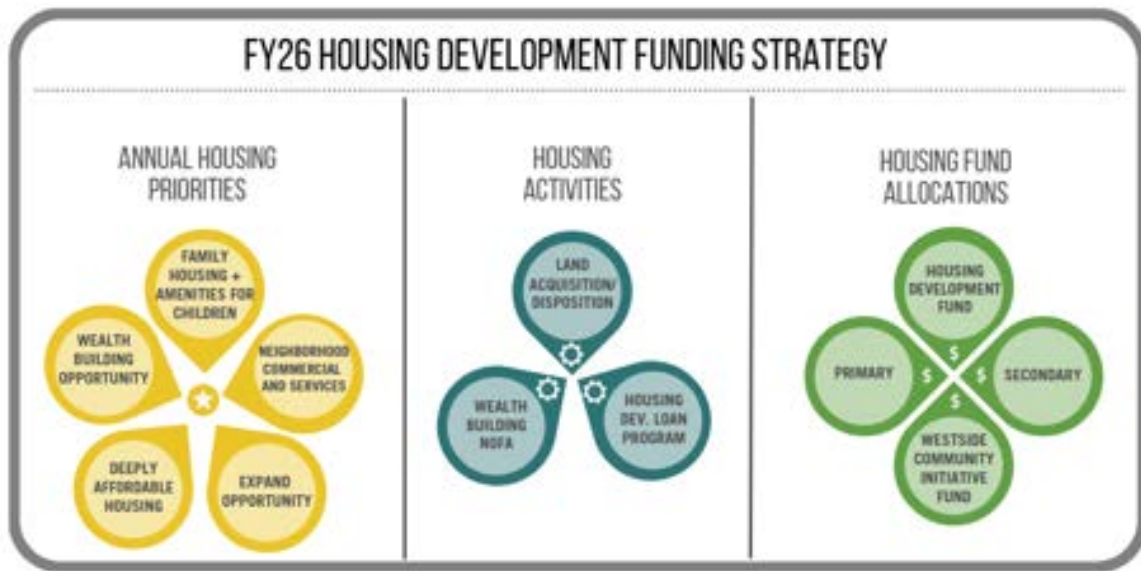 FY26 HOUSING DEVELOPMENT FUNDING STRATEGY
ANNUAL HOUSING
PRIORITIES
FAMILY
HOUSING +
AMENITIES FOR
CHILDREN
WEALTH
BUILDING
OPPORTUNITY
NEIGHBORHOOD
COMMERCIAL
AND SERVICES
DEEPLY
AFFORDABLE
HOUSING
EXPAND
OPPORTUNITY
HOUSING
ACTIVITIES
LAND
ACQUISITION/
DISPOSITION
WEALTH
BUILDING
NOFA
HOUSING
DEV. LOAN
PROGRAM
HOUSING FUND
ALLOCATIONS
HOUSING
DEVELOPMENT
FUND
PRIMARY
$
$
$
SECONDARY
$
WESTSIDE
COMMUNITY
INITIATIVE
FUND